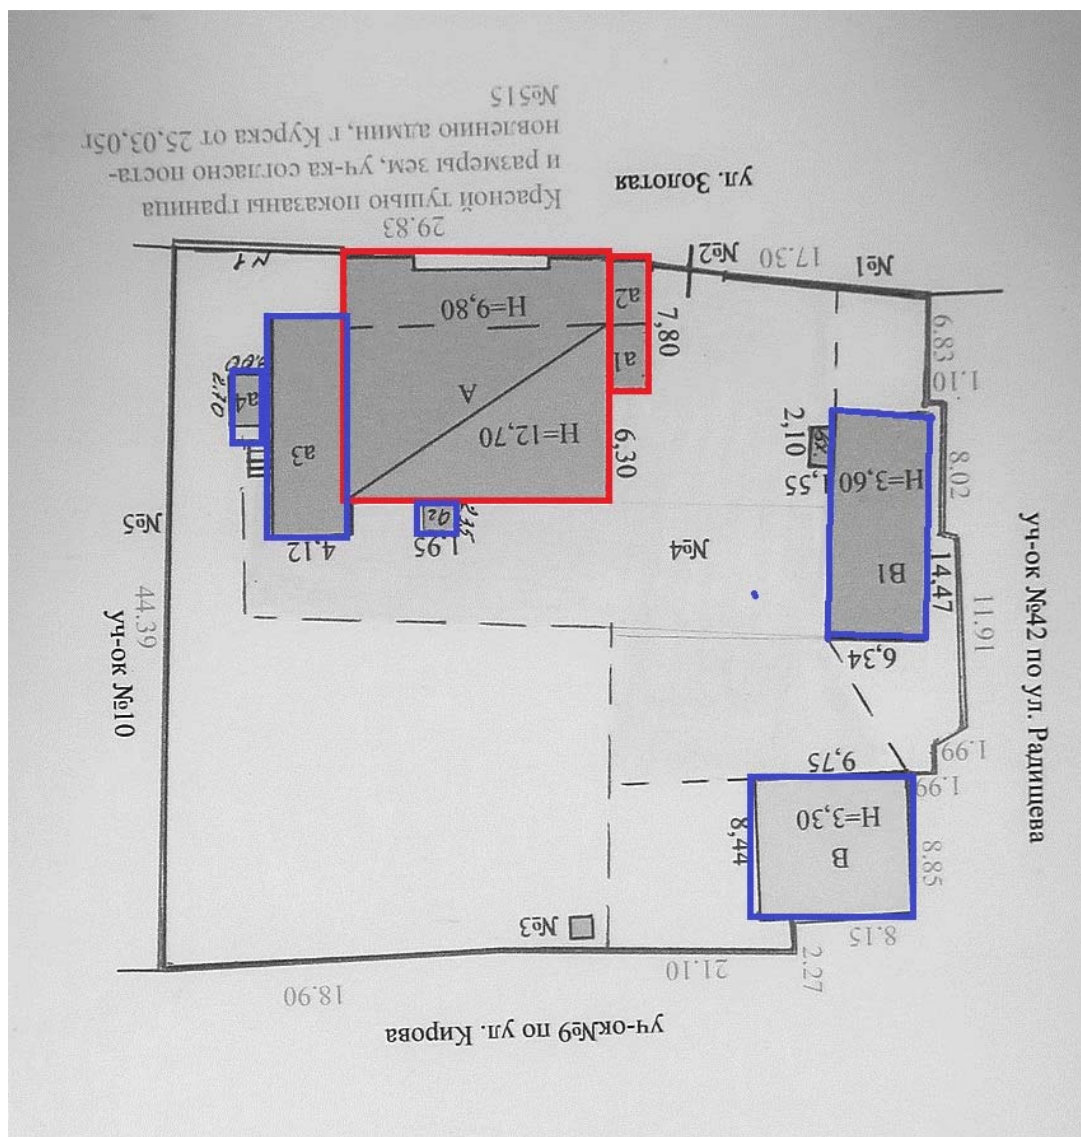 уч-ок№9 по ул. Кирова
18.90
21.10
2.27
8.15
№3
8.85
В
Н=3,30
8,44
1.99
9,75
1.99
уч-ок №42 по ул. Радищева
6,34
11.91
14,47
В1
уч-ок №10
44.39
№4
№5
4,12
1.95
2.35
8.02
Н=3,60
1,55
2,10
6,30
Н=12,70
А
а3
а4
2.70
1.10
6.83
а1
7,80
а2
Н=9,80
№1
17.30
№2
N 1
29.83
ул. Золотая
Красной тушью показаны граница
и размеры зем, уч-ка согласно поста-
новлению админ, г Курска от 25,03,05г
№515